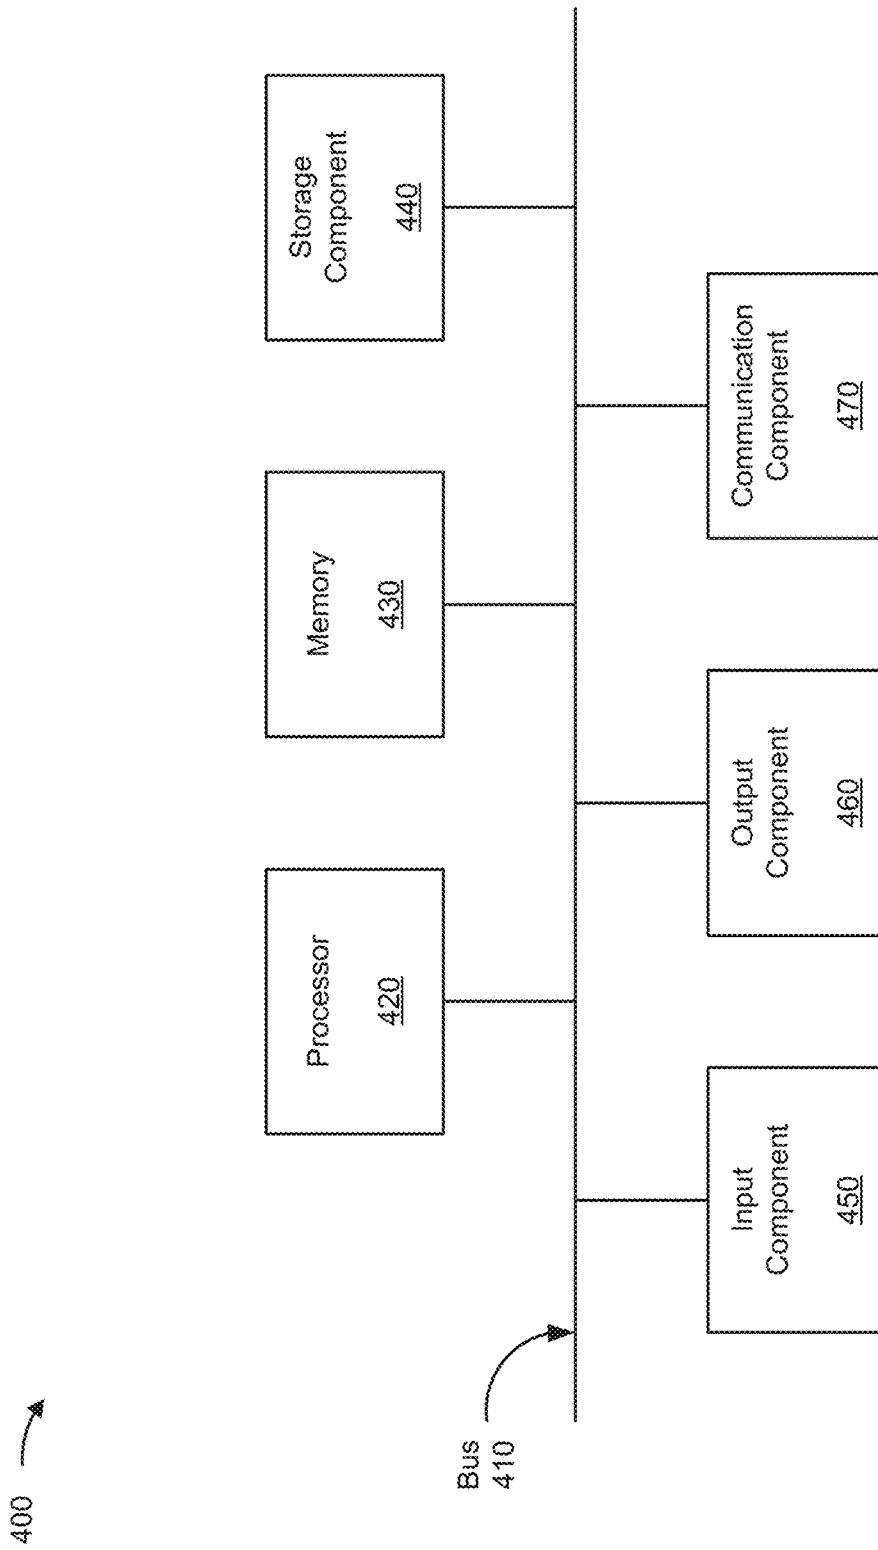 400
Bus
410
Processor
420
Memory
430
Storage
Component
440
Input
Component
450
Output
Component
460
Communication
Component
470